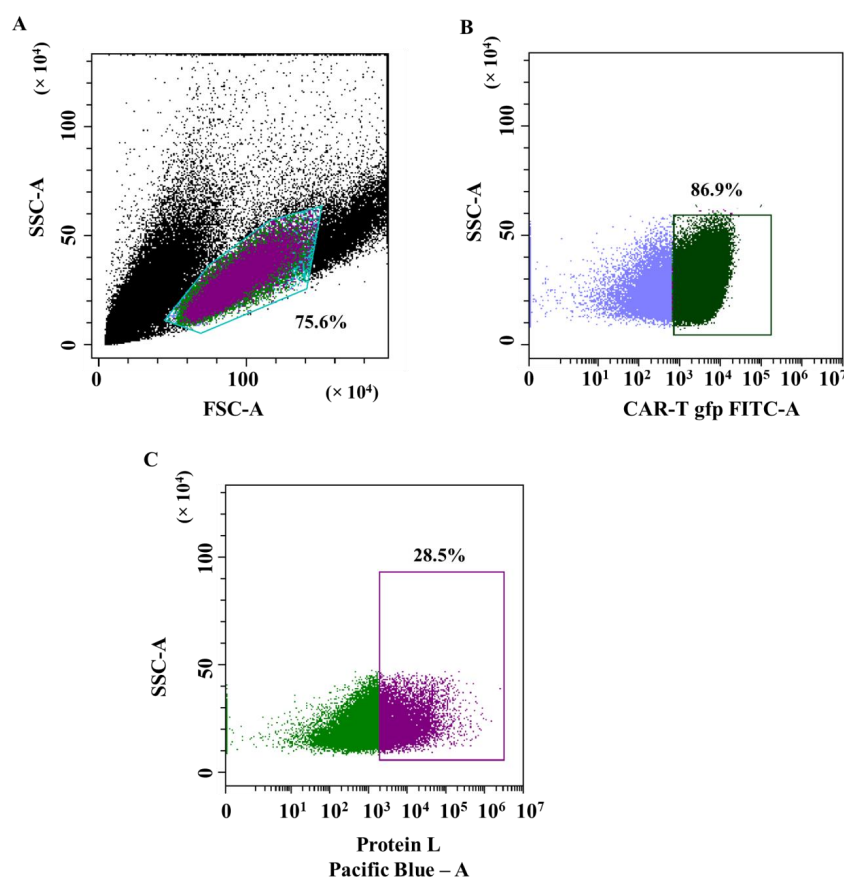 A
(× 10⁴)
100
50
0
SSC-A
75.6%
0
100
(× 10⁴)
FSC-A
B
(× 10⁴)
100
50
0
SSC-A
86.9%
0 10¹ 10² 10³ 10⁴ 10⁵ 10⁶ 10⁷
CAR-T gfp FITC-A
C
(× 10⁴)
100
50
0
SSC-A
28.5%
0 10¹ 10² 10³ 10⁴ 10⁵ 10⁶ 10⁷
Protein L
Pacific Blue – A